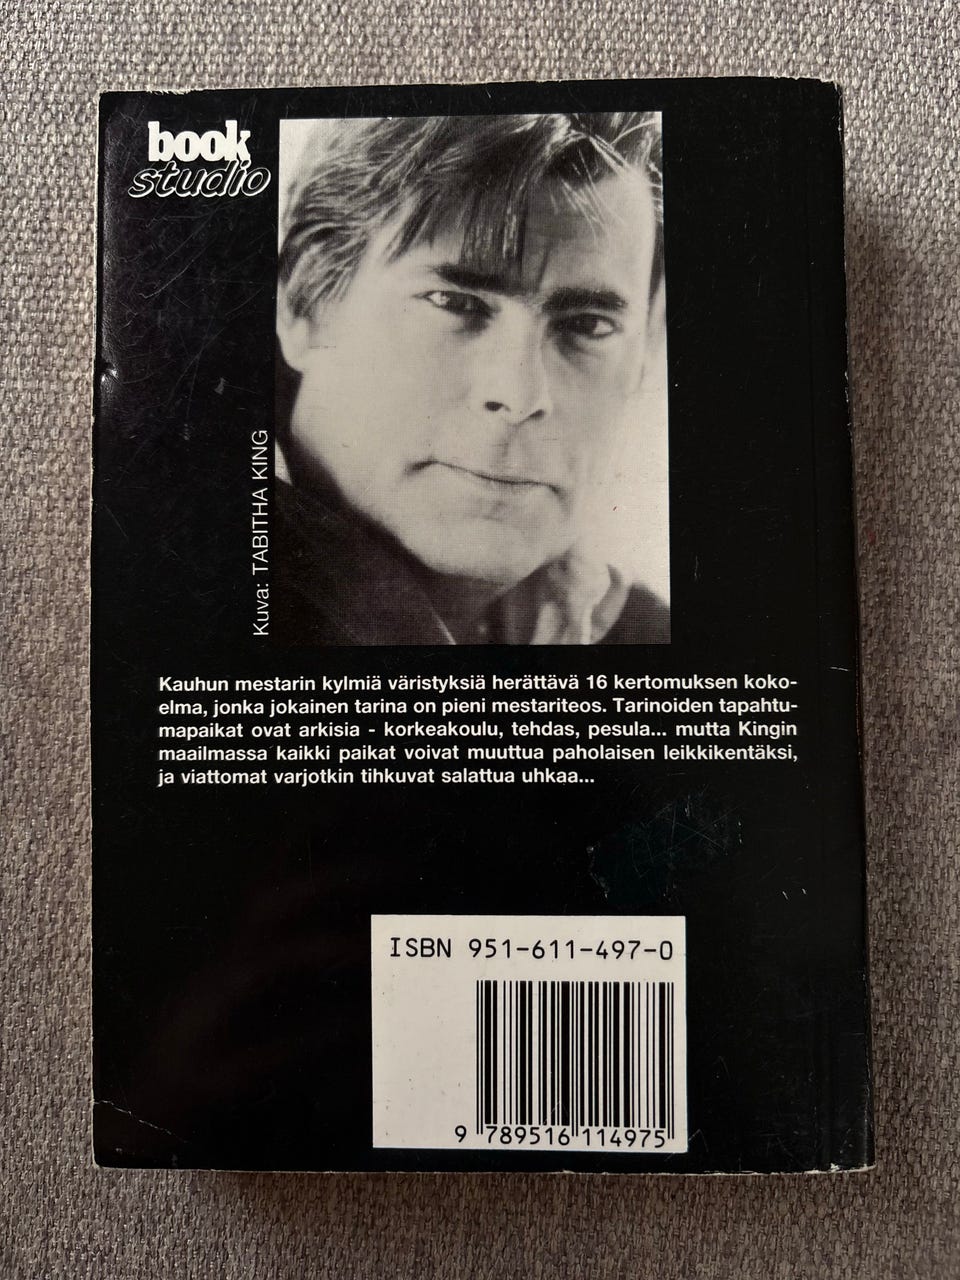 book
studio
Kuva: TABITHA KING
Kauhun mestarin kylmiä väristyksiä herättävä 16 kertomuksen koko-
elma, jonka jokainen tarina on pieni mestariteos. Tarinoiden tapahtu-
mapaikat ovat arkisia - korkeakoulu, tehdas, pesula... mutta Kingin
maailmassa kaikki paikat voivat muuttua paholaisen leikkikentäksi,
ja viattomat varjotkin tihkuvat salattua uhkaa...
ISBN 951-611-497-0
9 789516 114975